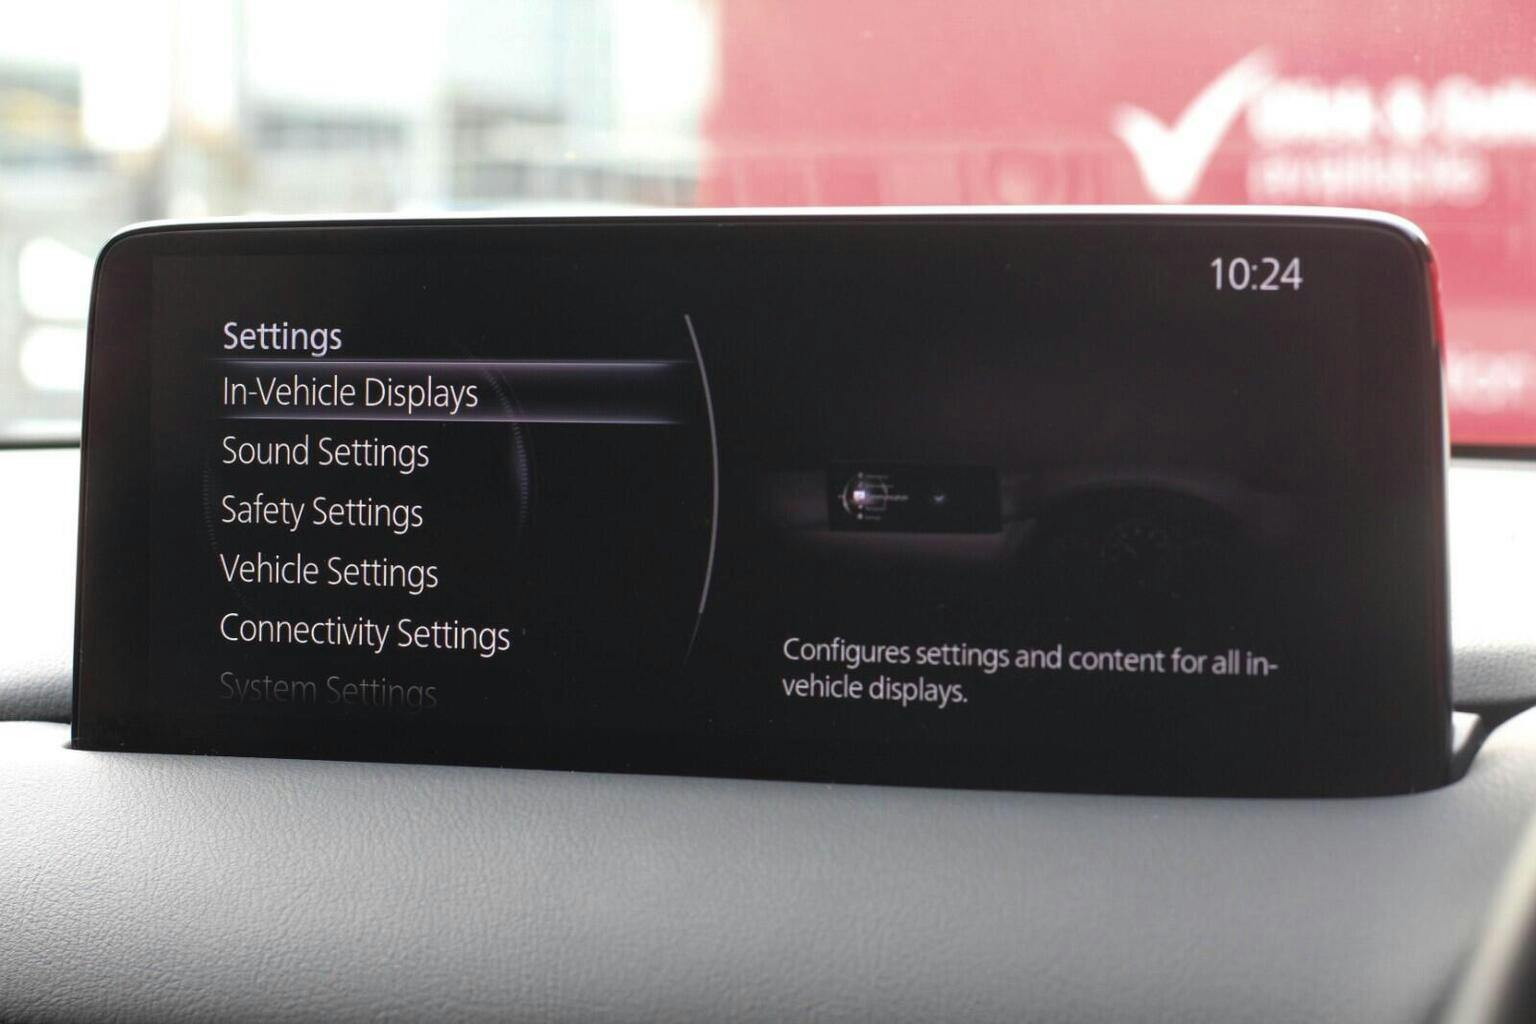 10:24
Settings
In-Vehicle Displays
Sound Settings
Safety Settings
Vehicle Settings
Connectivity Settings
System Settings
Configures settings and content for all in-
vehicle displays.